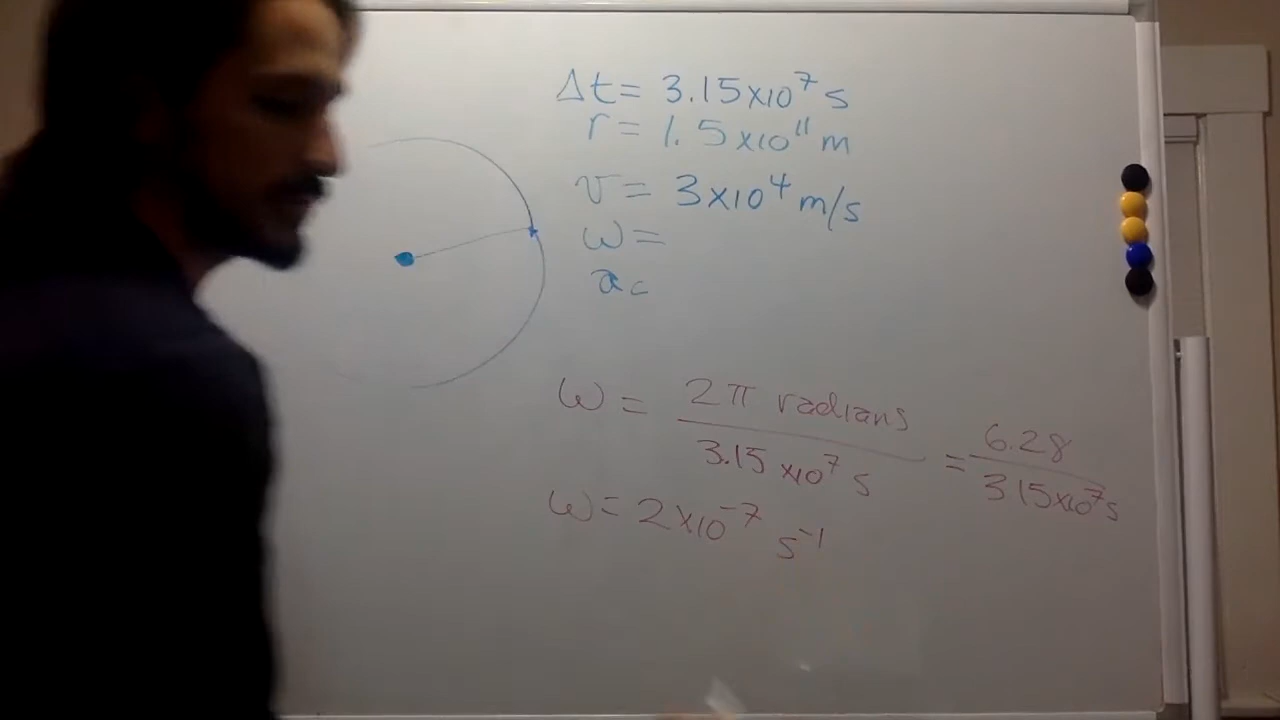 Δt = 3.15x10⁷ s
r = 1.5 x10¹¹ m
v = 3x10⁴ m/s
ω =
ac
ω = 2π radians / 3.15 x10⁷ s = 6.28 / 3.15x10⁷ s
ω = 2x10⁻⁷ s⁻¹